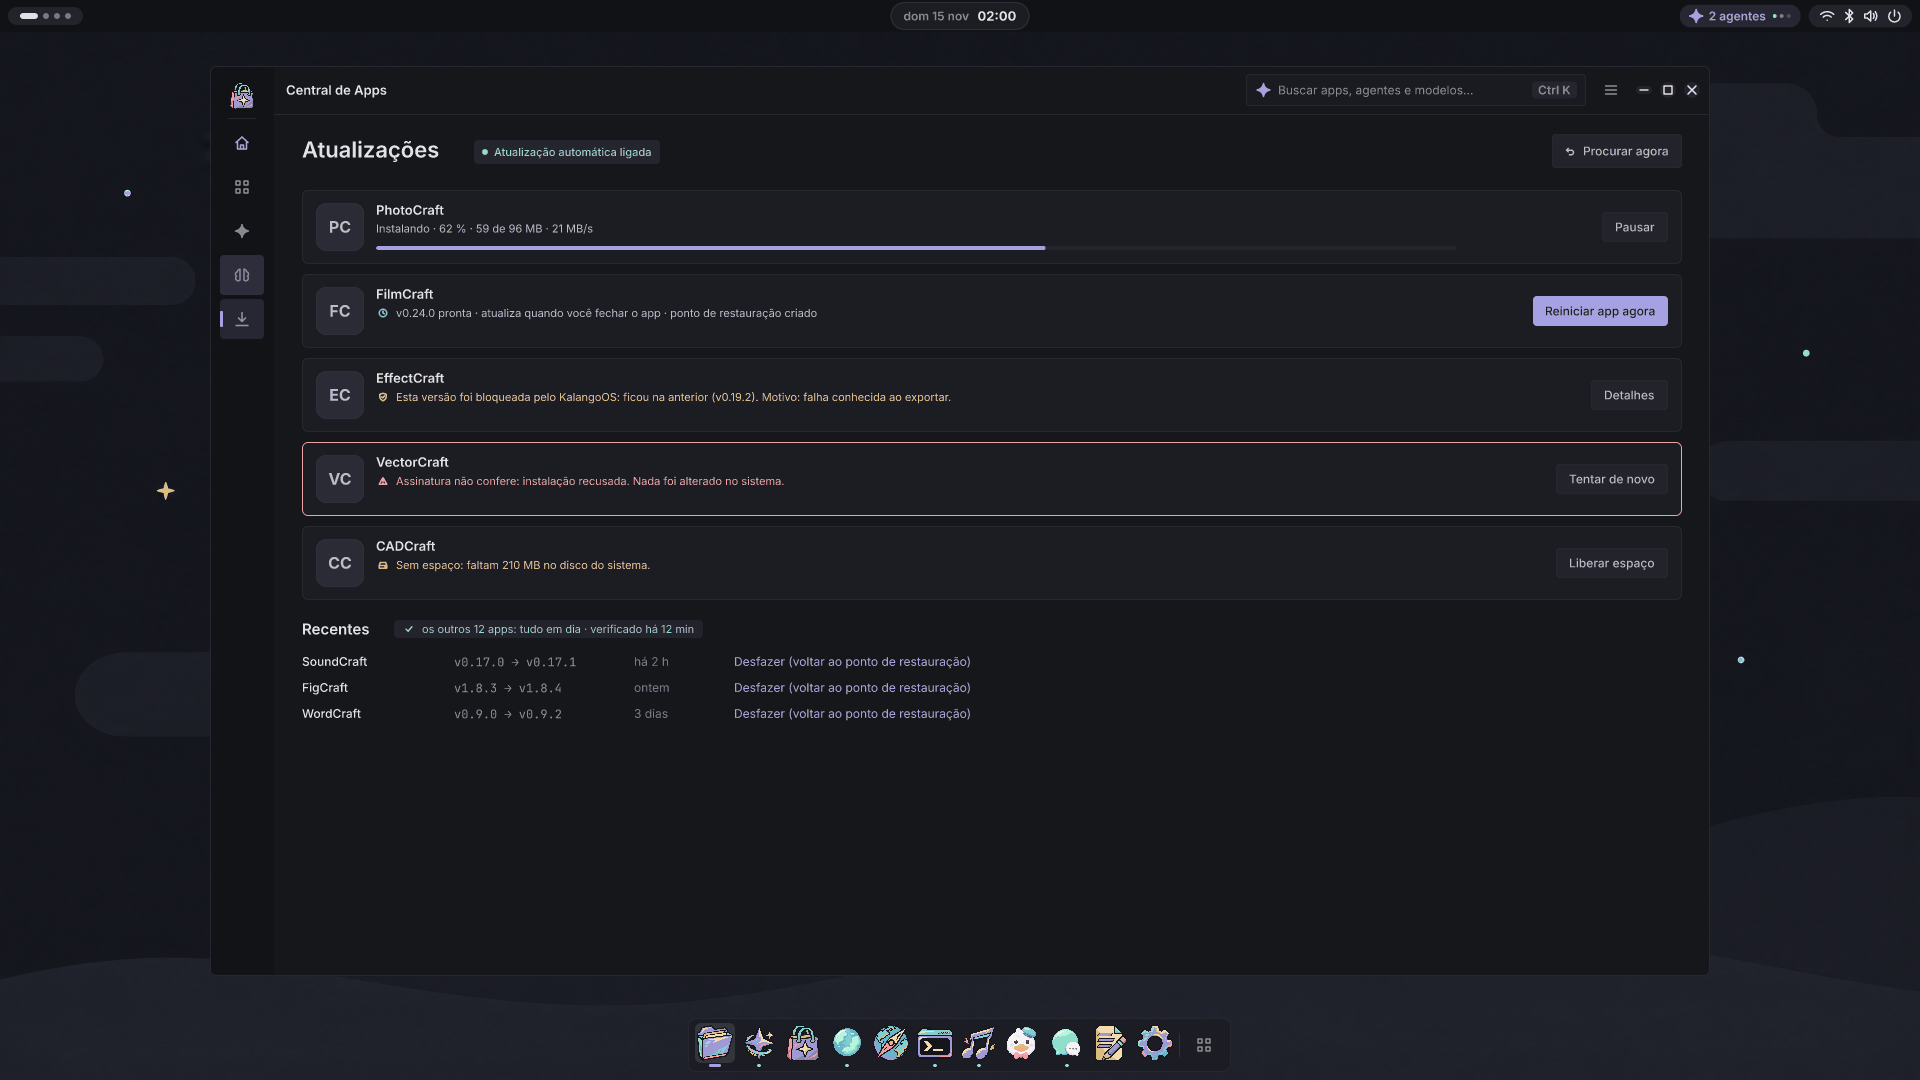 dom 15 nov 02:00
2 agentes
Central de Apps
Buscar apps, agentes e modelos... Ctrl K
Atualizações
Atualização automática ligada
Procurar agora
PC
PhotoCraft
Instalando · 62 % · 59 de 96 MB · 21 MB/s
Pausar
FC
FilmCraft
v0.24.0 pronta · atualiza quando você fechar o app · ponto de restauração criado
Reiniciar app agora
EC
EffectCraft
Esta versão foi bloqueada pelo KalangoOS: ficou na anterior (v0.19.2). Motivo: falha conhecida ao exportar.
Detalhes
VC
VectorCraft
Assinatura não confere: instalação recusada. Nada foi alterado no sistema.
Tentar de novo
CC
CADCraft
Sem espaço: faltam 210 MB no disco do sistema.
Liberar espaço
Recentes
os outros 12 apps: tudo em dia · verificado há 12 min
SoundCraft v0.17.0 → v0.17.1 há 2 h Desfazer (voltar ao ponto de restauração)
FigCraft v1.8.3 → v1.8.4 ontem Desfazer (voltar ao ponto de restauração)
WordCraft v0.9.0 → v0.9.2 3 dias Desfazer (voltar ao ponto de restauração)